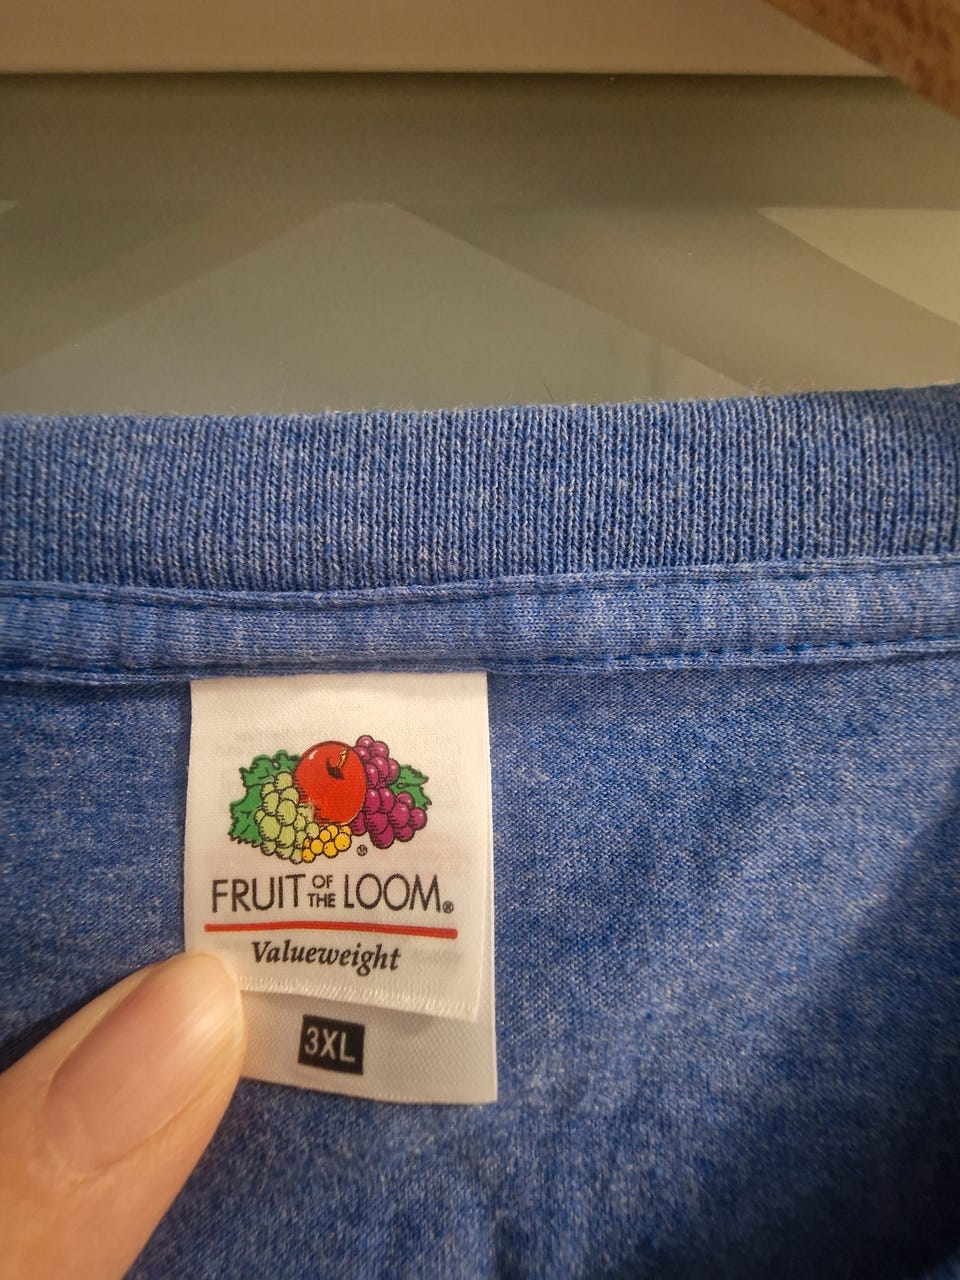 FRUIT OF THE LOOM®
Valueweight
3XL